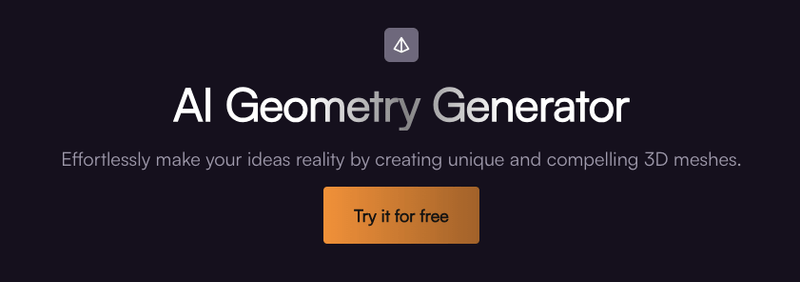 AI Geometry Generator
Effortlessly make your ideas reality by creating unique and compelling 3D meshes.
Try it for free